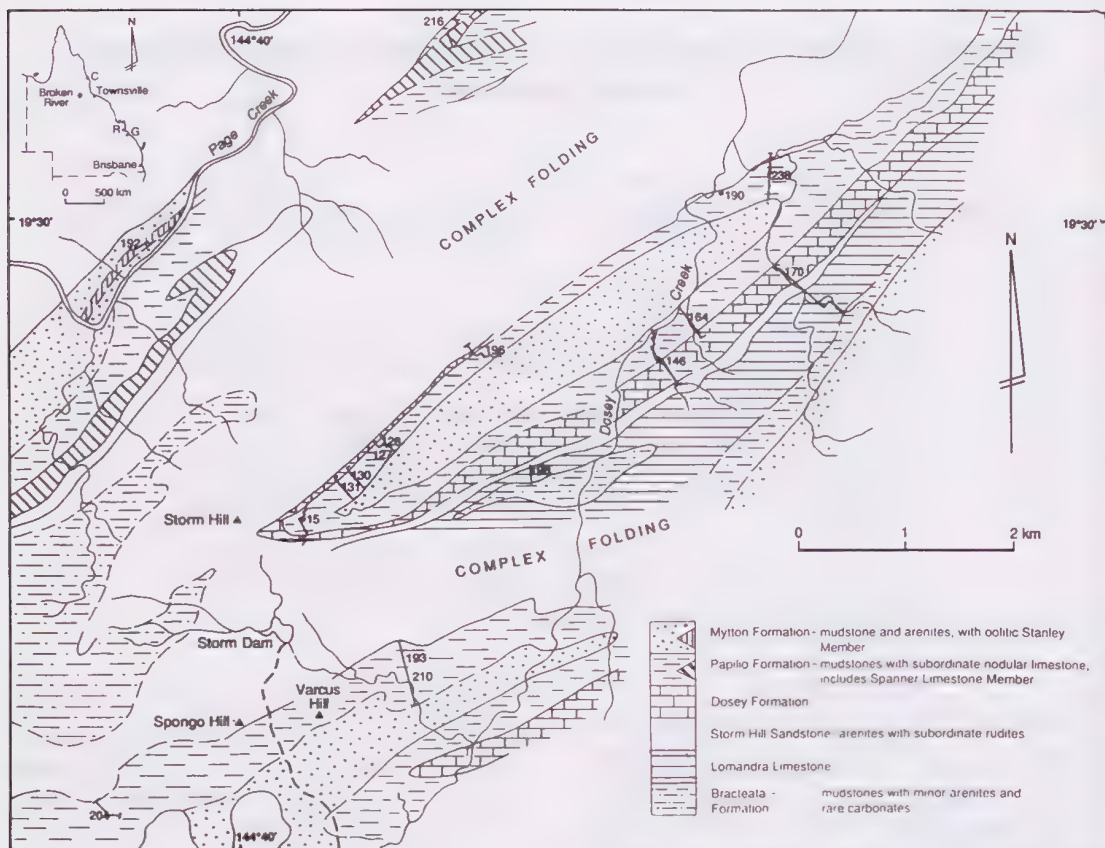 N
144°40'
216
Broken
River
C
Townsville
R
G
Brisbane
0 500 km
Page Creek
COMPLEX FOLDING
19°30'
19°30'
192
190
238
170
N
Creek
164
146
Dosey
196
128
127
130
131
15
198
Storm Hill
COMPLEX FOLDING
0 1 2 km
Storm Dam
193
210
Varcus
Hill
Spongo Hill
204
144°40'
Mytton Formation - mudstone and arenites, with oolitic Stanley
Member
Papilio Formation - mudstones with subordinate nodular limestone,
includes Spanner Limestone Member
Dosey Formation
Storm Hill Sandstone - arenites with subordinate rudites
Lomandra Limestone
Bracteata - mudstones with minor arenites and
Formation rare carbonates